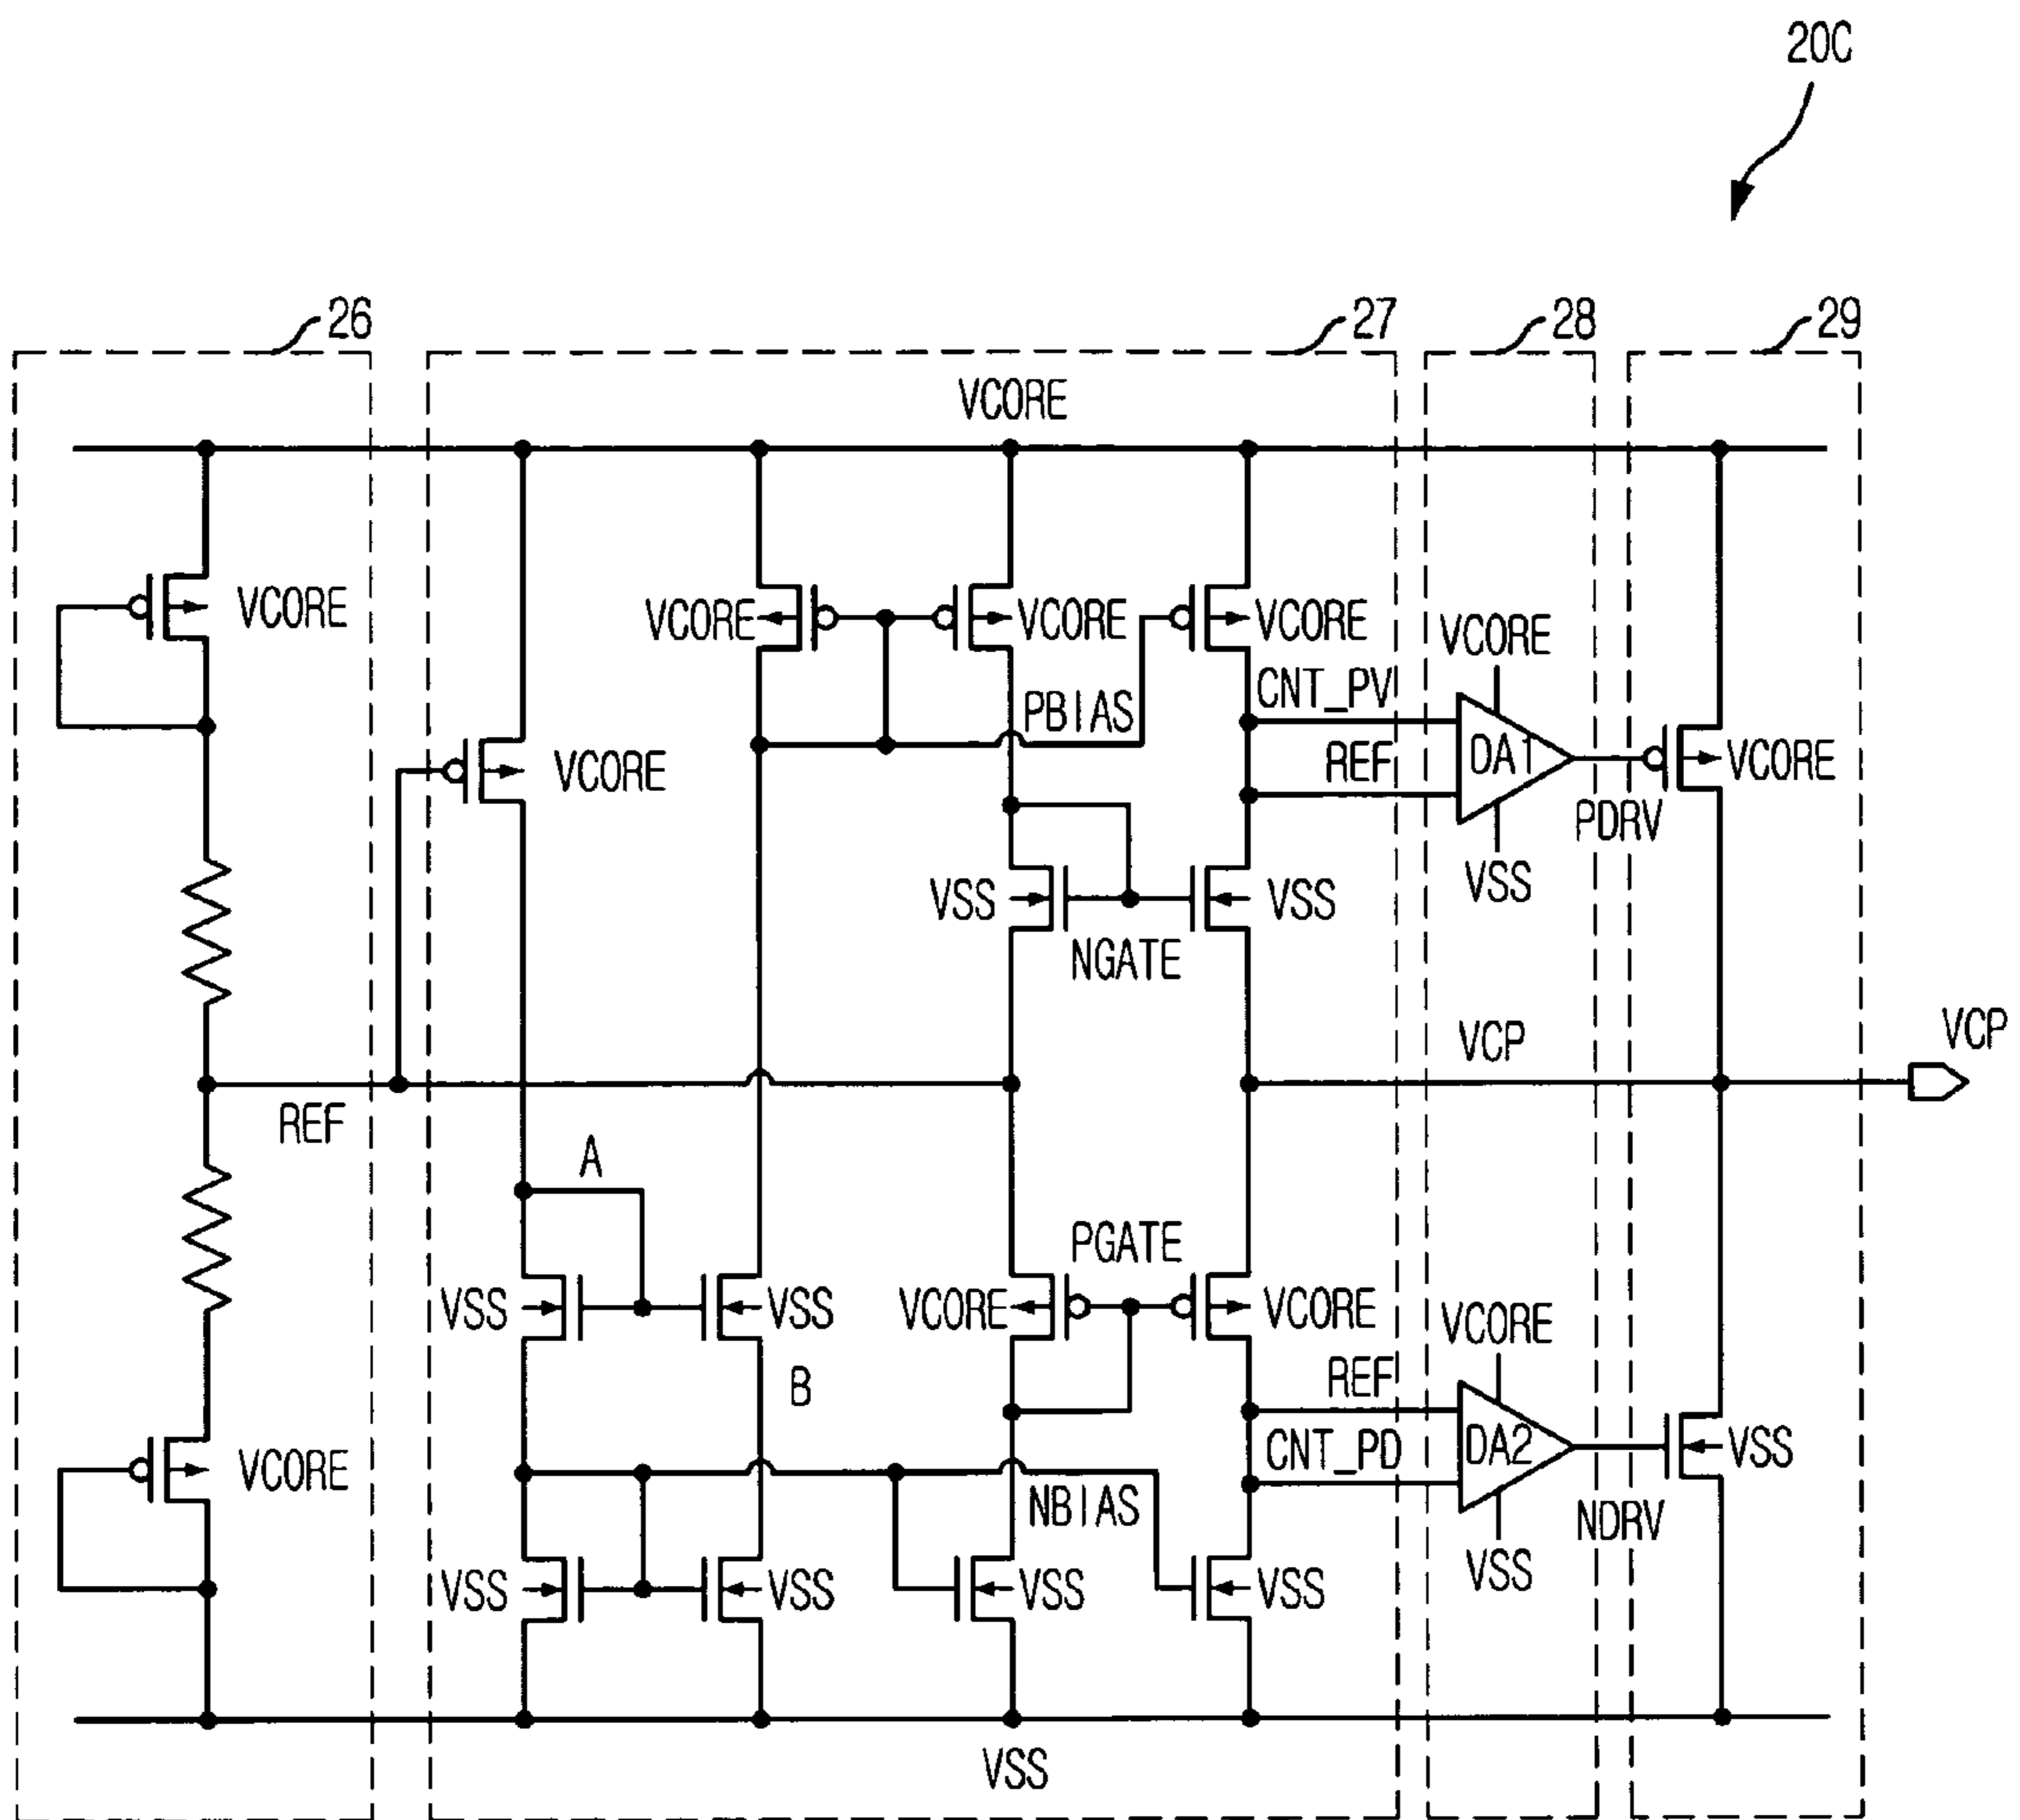 20C
26
27
28
29
VCORE
VCORE
VCORE
VCORE
VCORE
VCORE
CNT_PV
VCORE
VCORE
PBIAS
REF
DA1
VCORE
PDRV
VSS
VSS
VSS
NGATE
VCP
VCP
REF
A
PGATE
VSS
VSS
VCORE
VCORE
VCORE
B
REF
CNT_PD
DA2
VSS
VCORE
NBIAS
NDRV
VSS
VSS
VSS
VSS
VSS
VSS